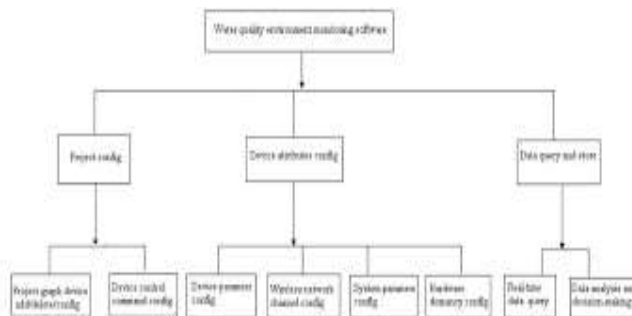 Water quality environment monitoring software
Project config
Device attributes config
Data query and store
Project graph device
addition/config
Device control
command config
Device parameter
config
Wireless network
channel config
System parameter
config
Hardware
config
Real-time
data query
Data analysis
decision-making